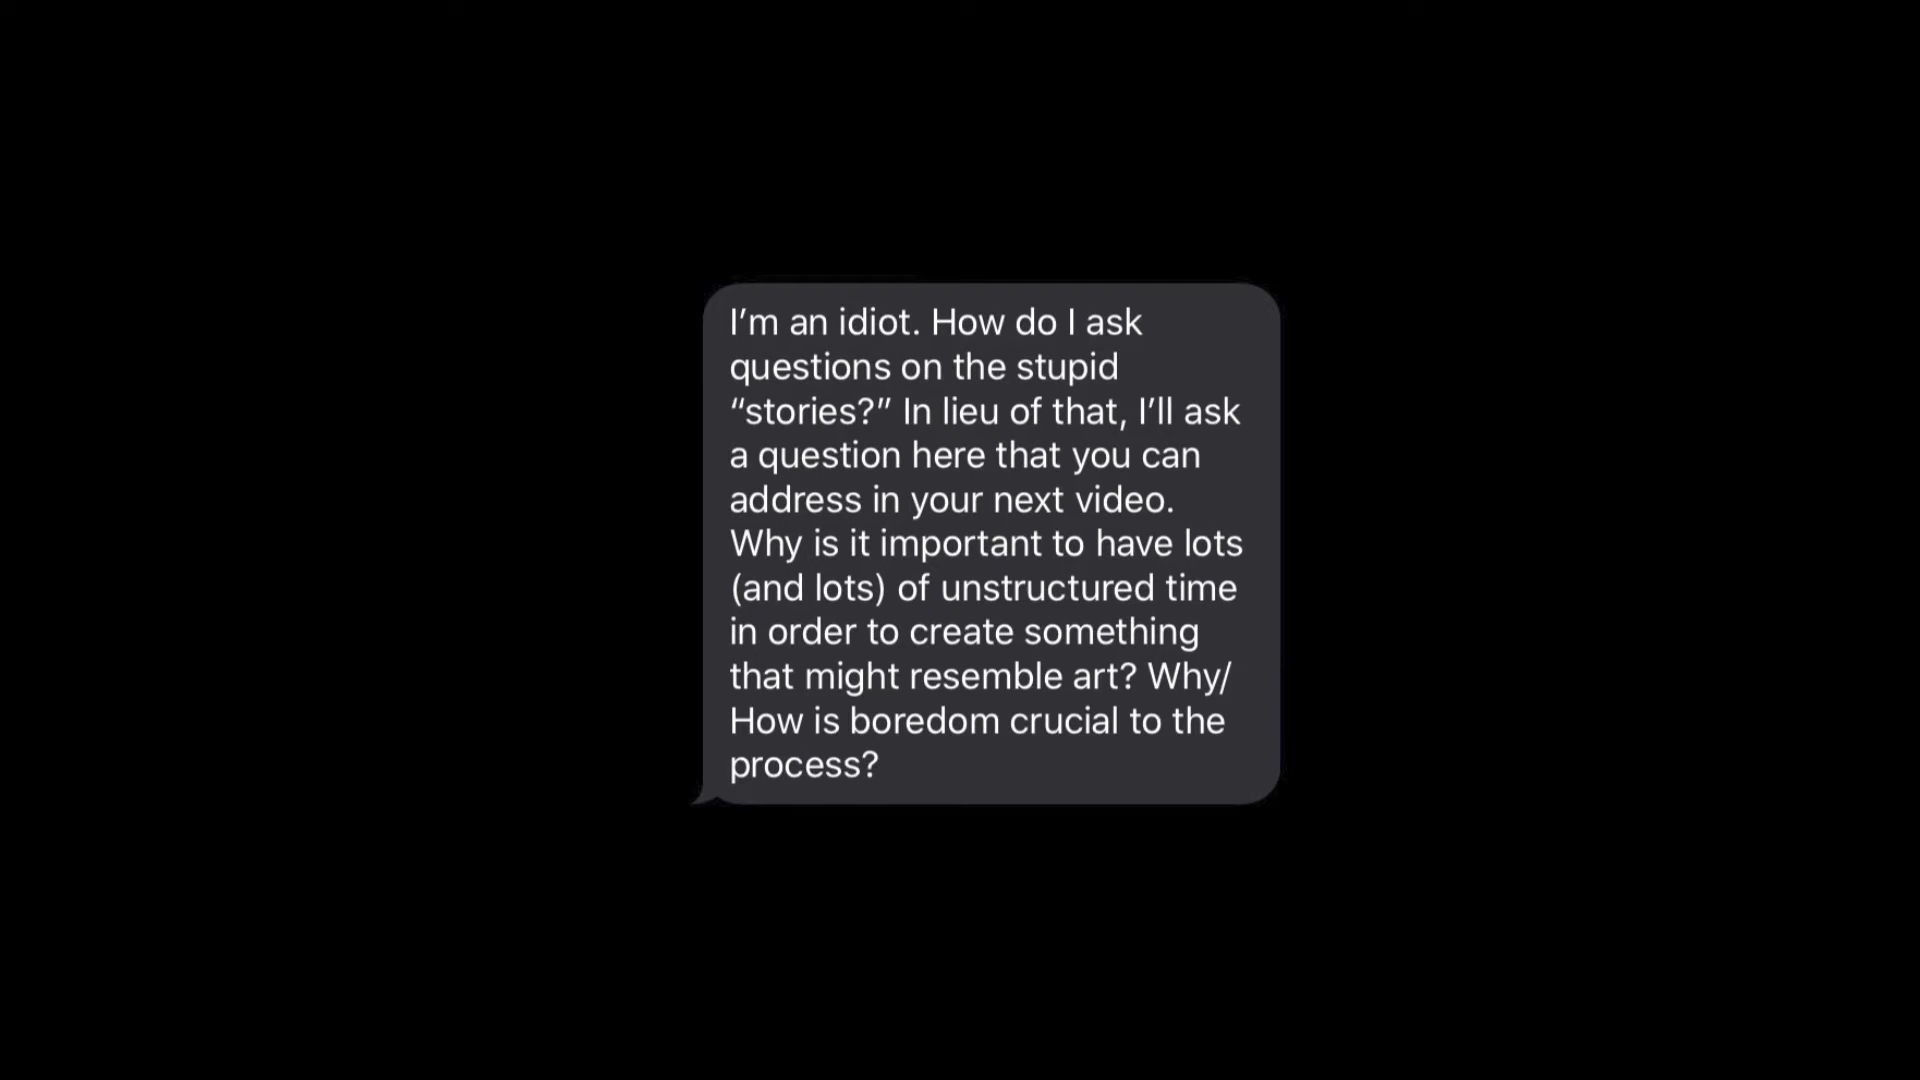 I’m an idiot. How do I ask
questions on the stupid
“stories?” In lieu of that, I’ll ask
a question here that you can
address in your next video.
Why is it important to have lots
(and lots) of unstructured time
in order to create something
that might resemble art? Why/
How is boredom crucial to the
process?